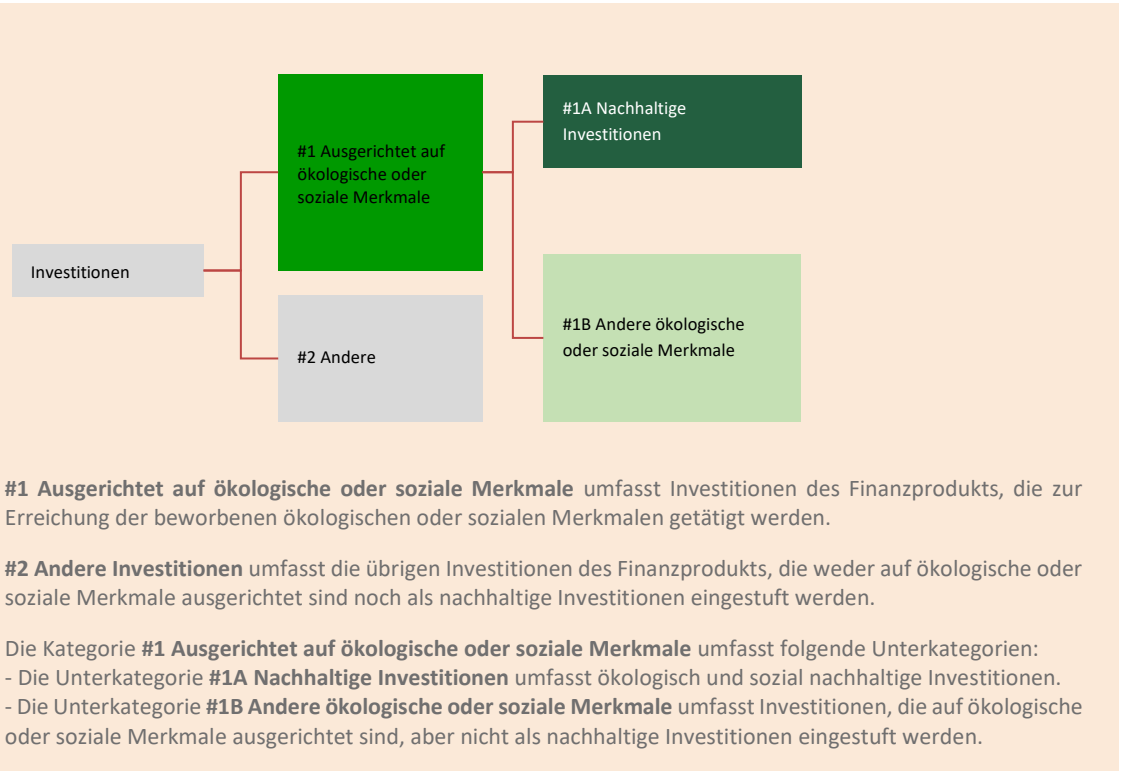 #1A Nachhaltige
Investitionen
#1 Ausgerichtet auf
ökologische oder
soziale Merkmale
Investitionen
#1B Andere ökologische
oder soziale Merkmale
#2 Andere
#1 Ausgerichtet auf ökologische oder soziale Merkmale umfasst Investitionen des Finanzprodukts, die zur
Erreichung der beworbenen ökologischen oder sozialen Merkmalen getätigt werden.
#2 Andere Investitionen umfasst die übrigen Investitionen des Finanzprodukts, die weder auf ökologische oder
soziale Merkmale ausgerichtet sind noch als nachhaltige Investitionen eingestuft werden.
Die Kategorie #1 Ausgerichtet auf ökologische oder soziale Merkmale umfasst folgende Unterkategorien:
- Die Unterkategorie #1A Nachhaltige Investitionen umfasst ökologisch und sozial nachhaltige Investitionen.
- Die Unterkategorie #1B Andere ökologische oder soziale Merkmale umfasst Investitionen, die auf ökologische
oder soziale Merkmale ausgerichtet sind, aber nicht als nachhaltige Investitionen eingestuft werden.